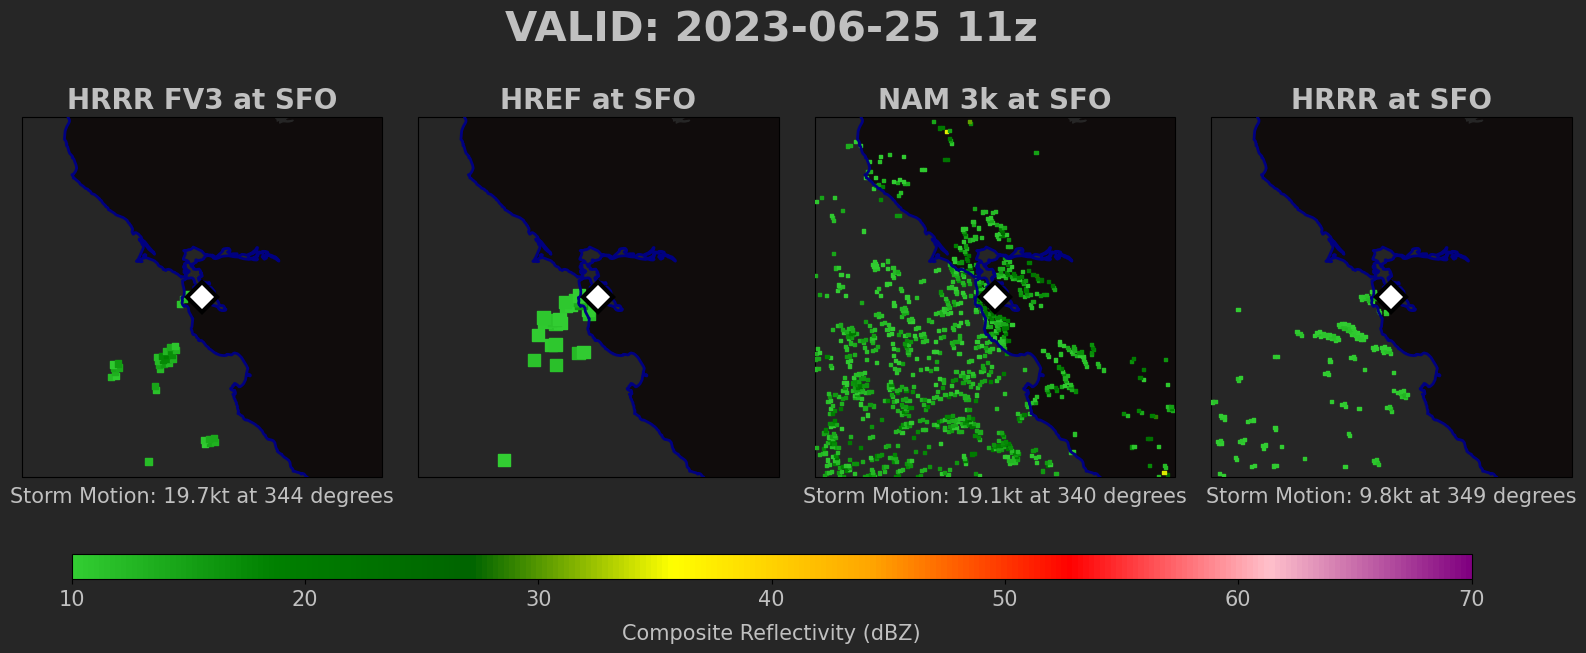 VALID: 2023-06-25 11z
HRRR FV3 at SFO
HREF at SFO
NAM 3k at SFO
HRRR at SFO
Storm Motion: 19.7kt at 344 degrees
Storm Motion: 19.1kt at 340 degrees
Storm Motion: 9.8kt at 349 degrees
10 20 30 40 50 60 70
Composite Reflectivity (dBZ)